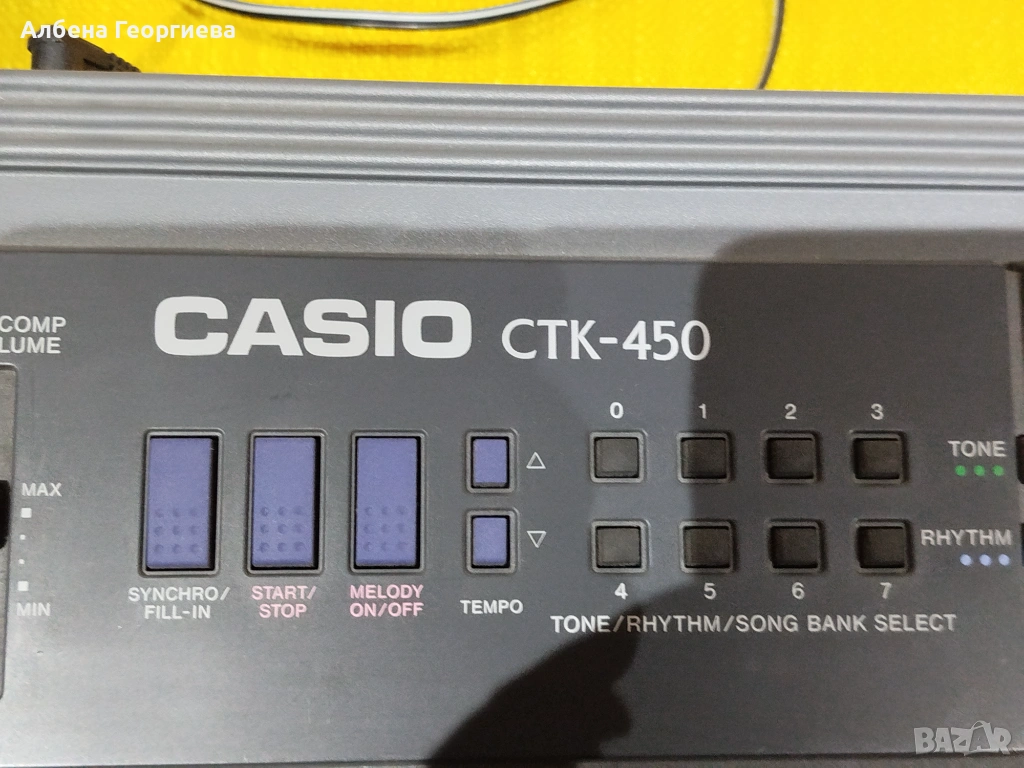 Албена Георгиева
COMP
LUME
CASIO CTK-450
0 1 2 3
TONE
MAX
RHYTHM
MIN
SYNCHRO/
FILL-IN
START/
STOP
MELODY
ON/OFF
TEMPO
4 5 6 7
TONE/RHYTHM/SONG BANK SELECT
BAZAR